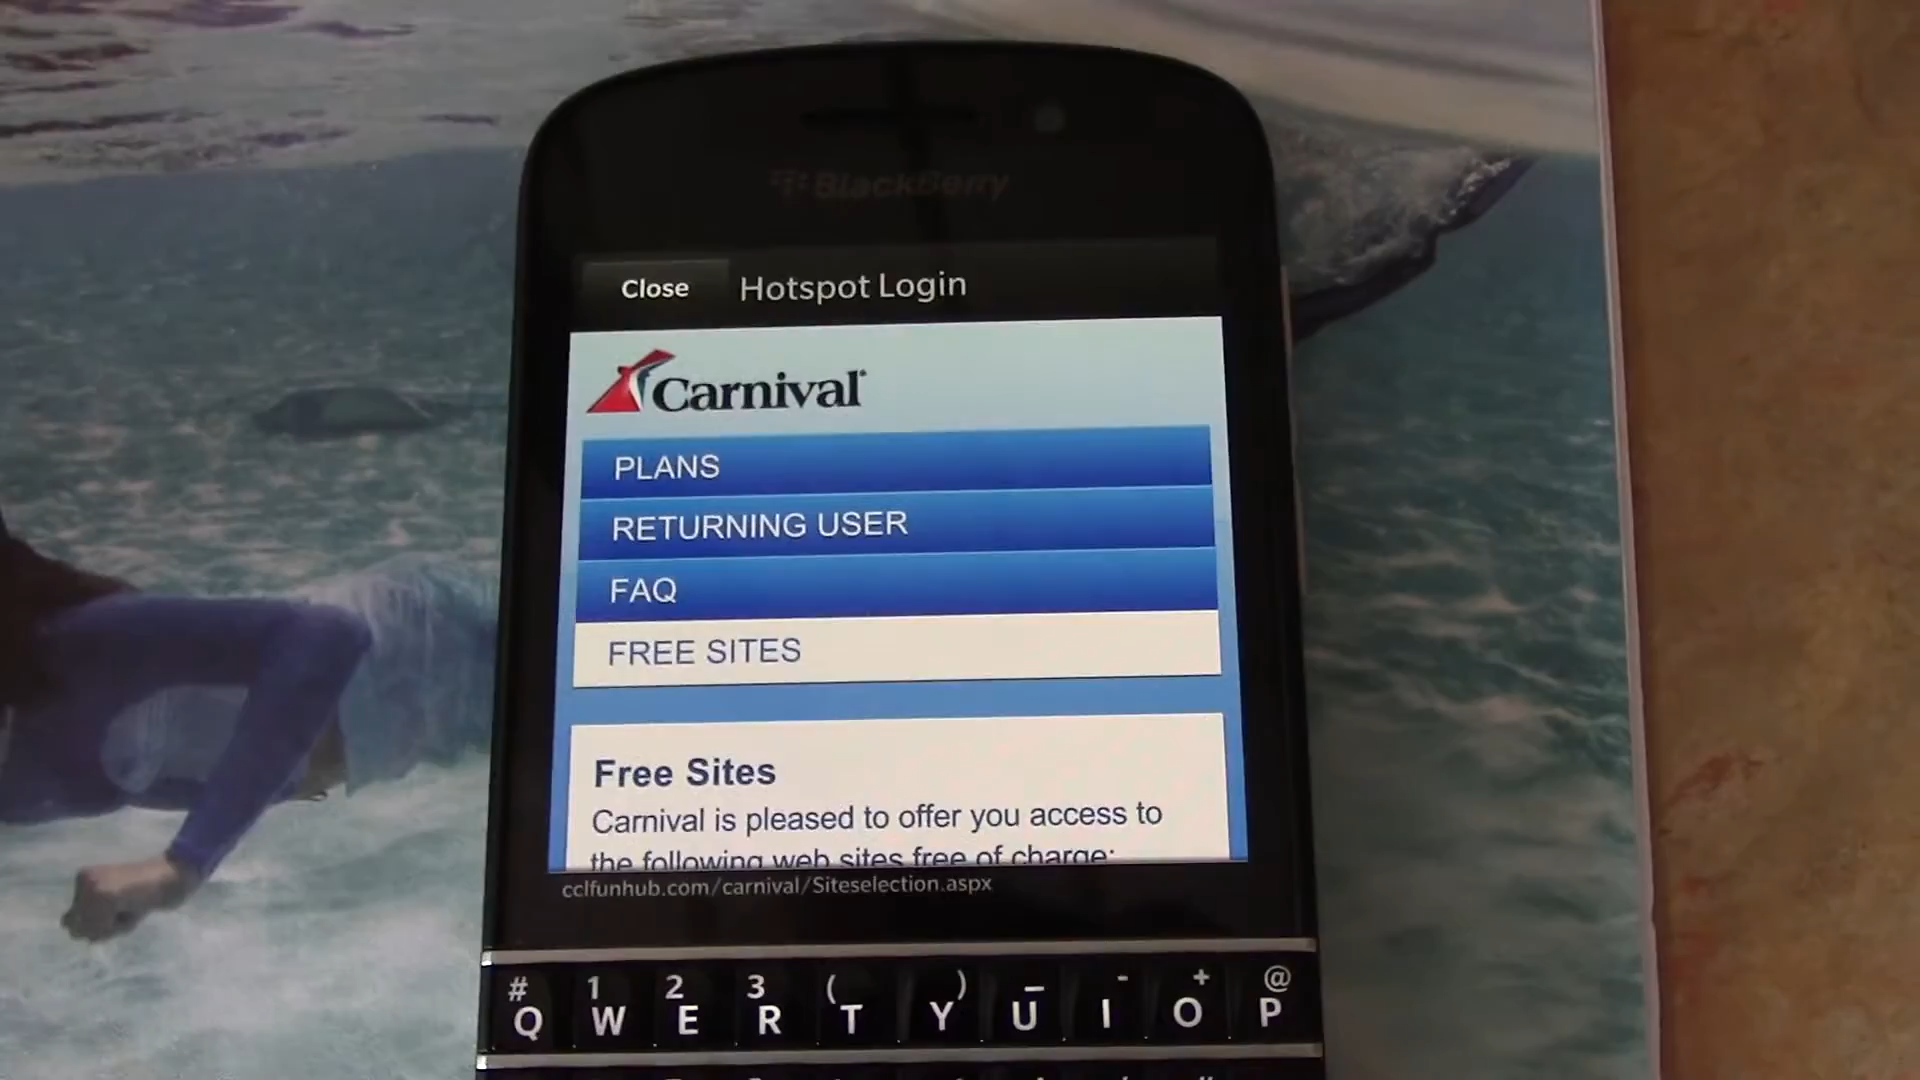 BlackBerry
Close Hotspot Login
Carnival
PLANS
RETURNING USER
FAQ
FREE SITES
Free Sites
Carnival is pleased to offer you access to
the following web sites free of charge:
cclfunhub.com/carnival/Siteselection.aspx
# 1 2 3 ( ) _ - + @
Q W E R T Y U I O P